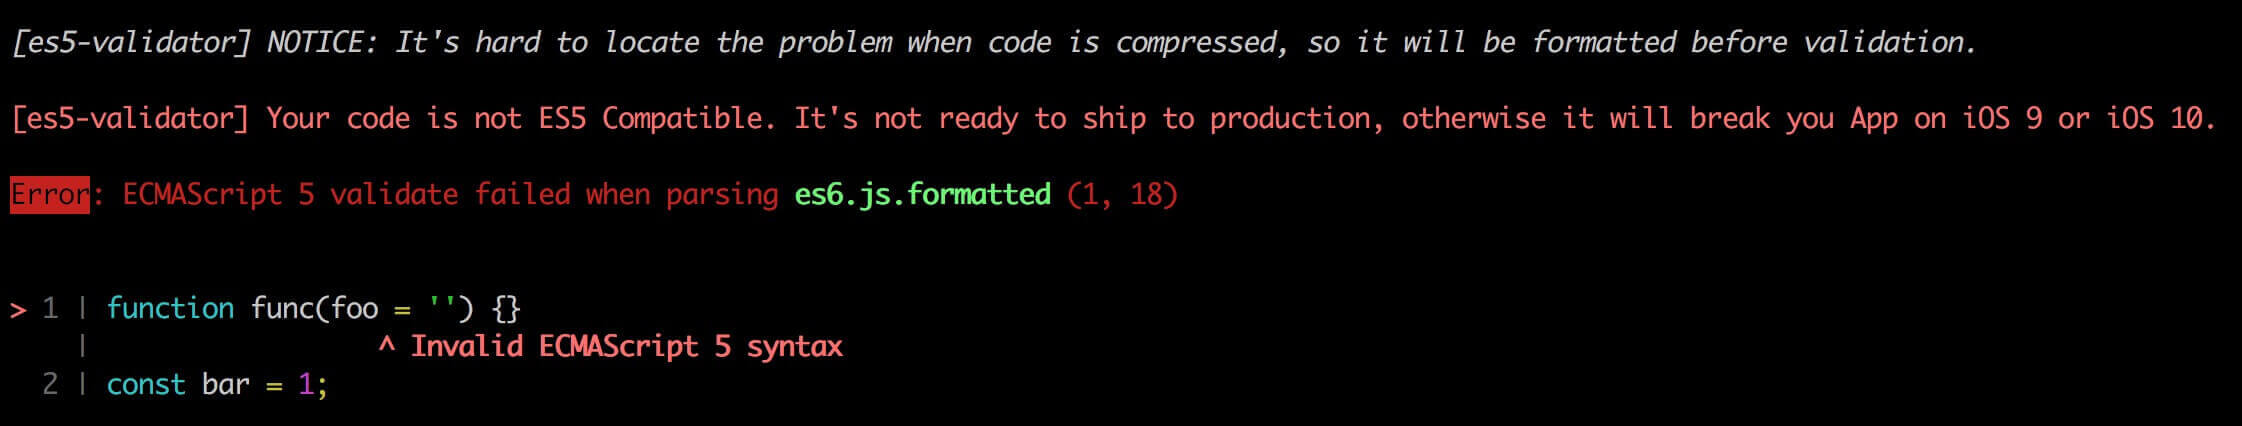 [es5-validator] NOTICE: It's hard to locate the problem when code is compressed, so it will be formatted before validation.
[es5-validator] Your code is not ES5 Compatible. It's not ready to ship to production, otherwise it will break you App on iOS 9 or iOS 10.
Error: ECMAScript 5 validate failed when parsing es6.js.formatted (1, 18)
> 1 | function func(foo = '') {}
    |                  ^ Invalid ECMAScript 5 syntax
  2 | const bar = 1;